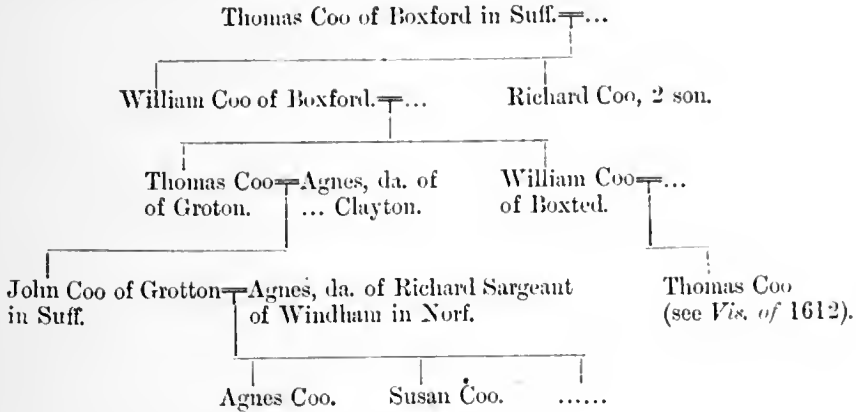 Thomas Coo of Boxford in Suff.=...
William Coo of Boxford.=... Richard Coo, 2 son.
Thomas Coo=Agnes, da. of William Coo=...
of Groton. ... Clayton. of Boxted.
John Coo of Grotton=Agnes, da. of Richard Sargeant Thomas Coo
in Suff. of Windham in Norf. (see Vis. of 1612).
Agnes Coo. Susan Coo. ......